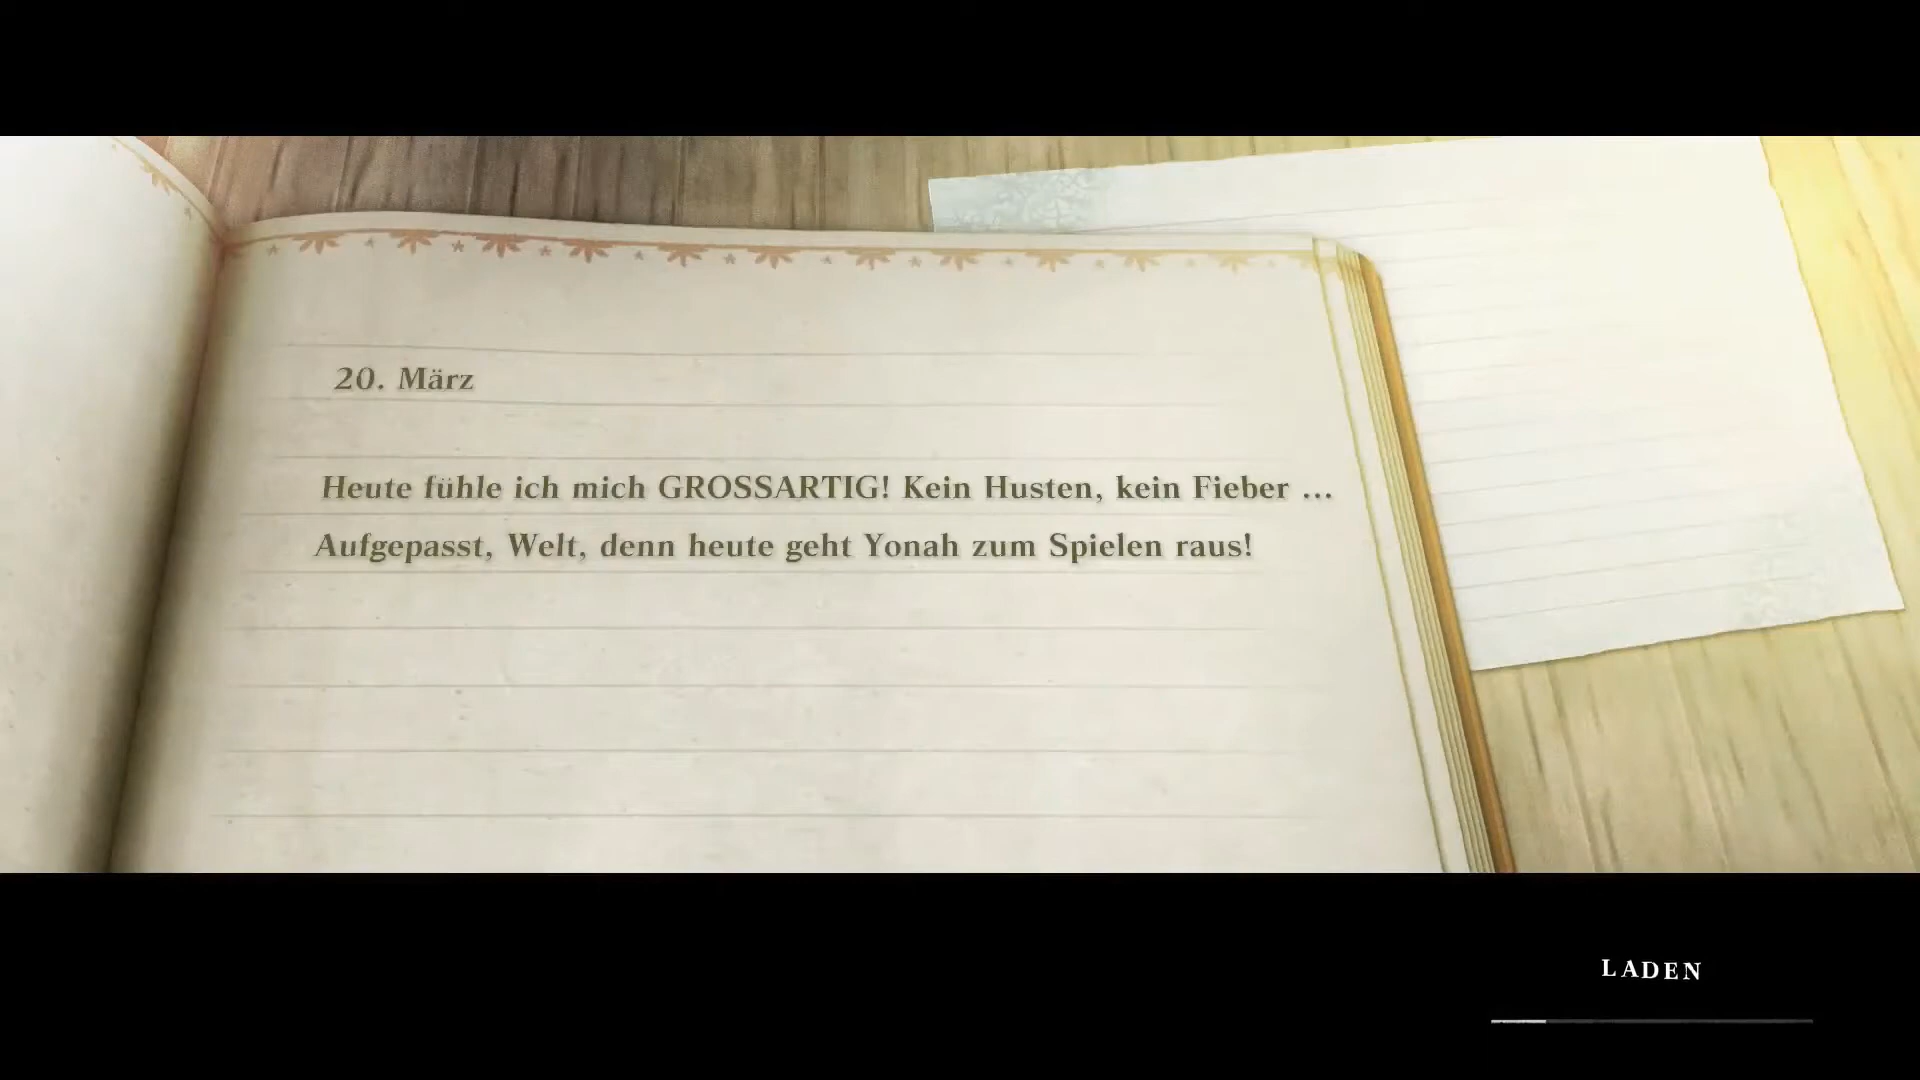 20. März
Heute fühle ich mich GROSSARTIG! Kein Husten, kein Fieber ...
Aufgepasst, Welt, denn heute geht Yonah zum Spielen raus!
LADEN